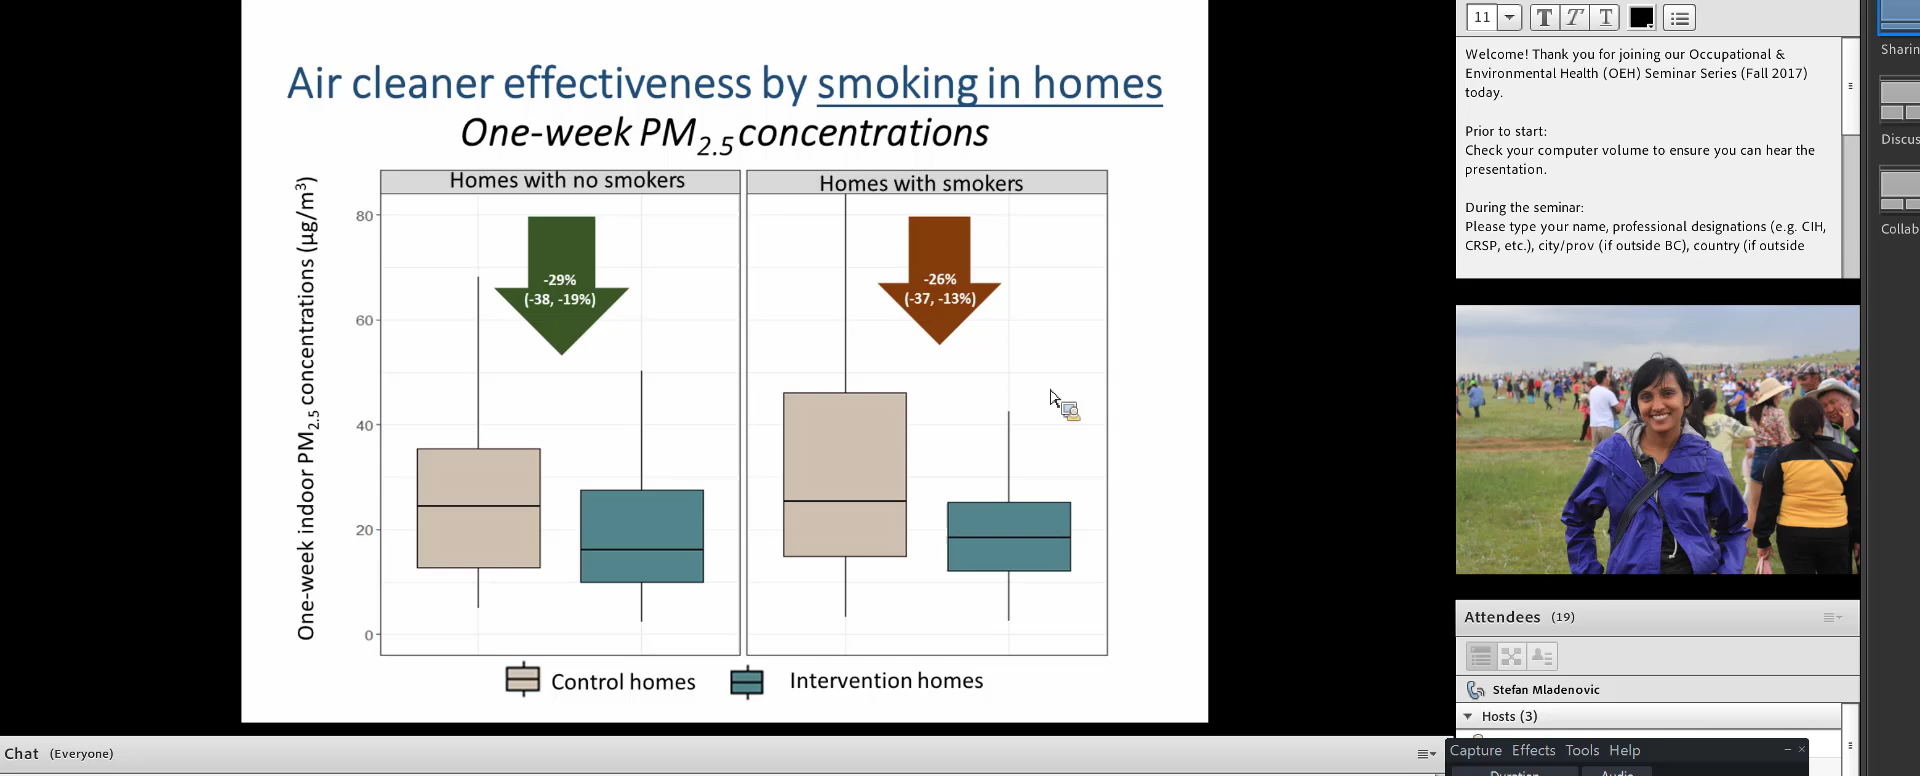 Air cleaner effectiveness by smoking in homes
One-week PM2.5 concentrations
Homes with no smokers
Homes with smokers
One-week indoor PM2.5 concentrations (µg/m3)
80
60
40
20
0
-29%
(-38, -19%)
-26%
(-37, -13%)
Control homes
Intervention homes
Chat (Everyone)
11
T T T
Welcome! Thank you for joining our Occupational &
Environmental Health (OEH) Seminar Series (Fall 2017)
today.
Prior to start:
Check your computer volume to ensure you can hear the
presentation.
During the seminar:
Please type your name, professional designations (e.g. CIH,
CRSP, etc.), city/prov (if outside BC), country (if outside
Attendees (19)
Stefan Mladenovic
Hosts (3)
Capture Effects Tools Help
Duration Audio
Sharin
Discus
Collab